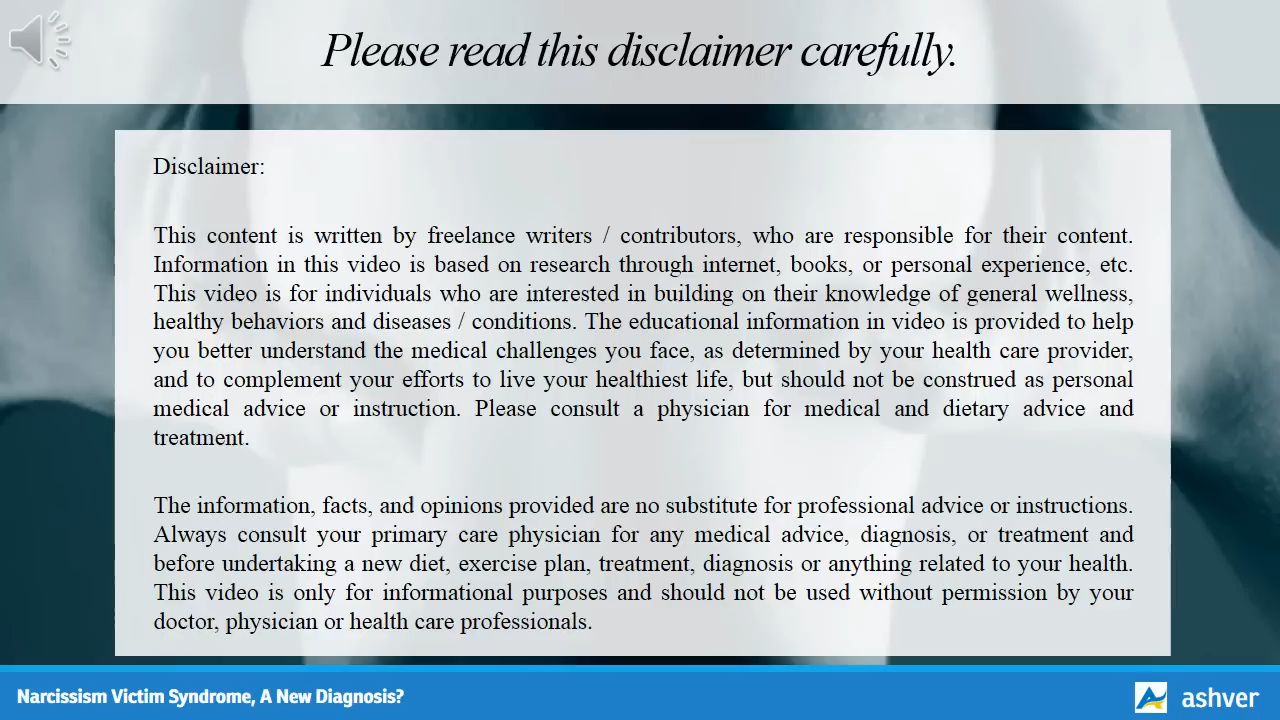 Please read this disclaimer carefully.
Disclaimer:
This content is written by freelance writers / contributors, who are responsible for their content.
Information in this video is based on research through internet, books, or personal experience, etc.
This video is for individuals who are interested in building on their knowledge of general wellness,
healthy behaviors and diseases / conditions. The educational information in video is provided to help
you better understand the medical challenges you face, as determined by your health care provider,
and to complement your efforts to live your healthiest life, but should not be construed as personal
medical advice or instruction. Please consult a physician for medical and dietary advice and
treatment.
The information, facts, and opinions provided are no substitute for professional advice or instructions.
Always consult your primary care physician for any medical advice, diagnosis, or treatment and
before undertaking a new diet, exercise plan, treatment, diagnosis or anything related to your health.
This video is only for informational purposes and should not be used without permission by your
doctor, physician or health care professionals.
Narcissism Victim Syndrome, A New Diagnosis?
ashver